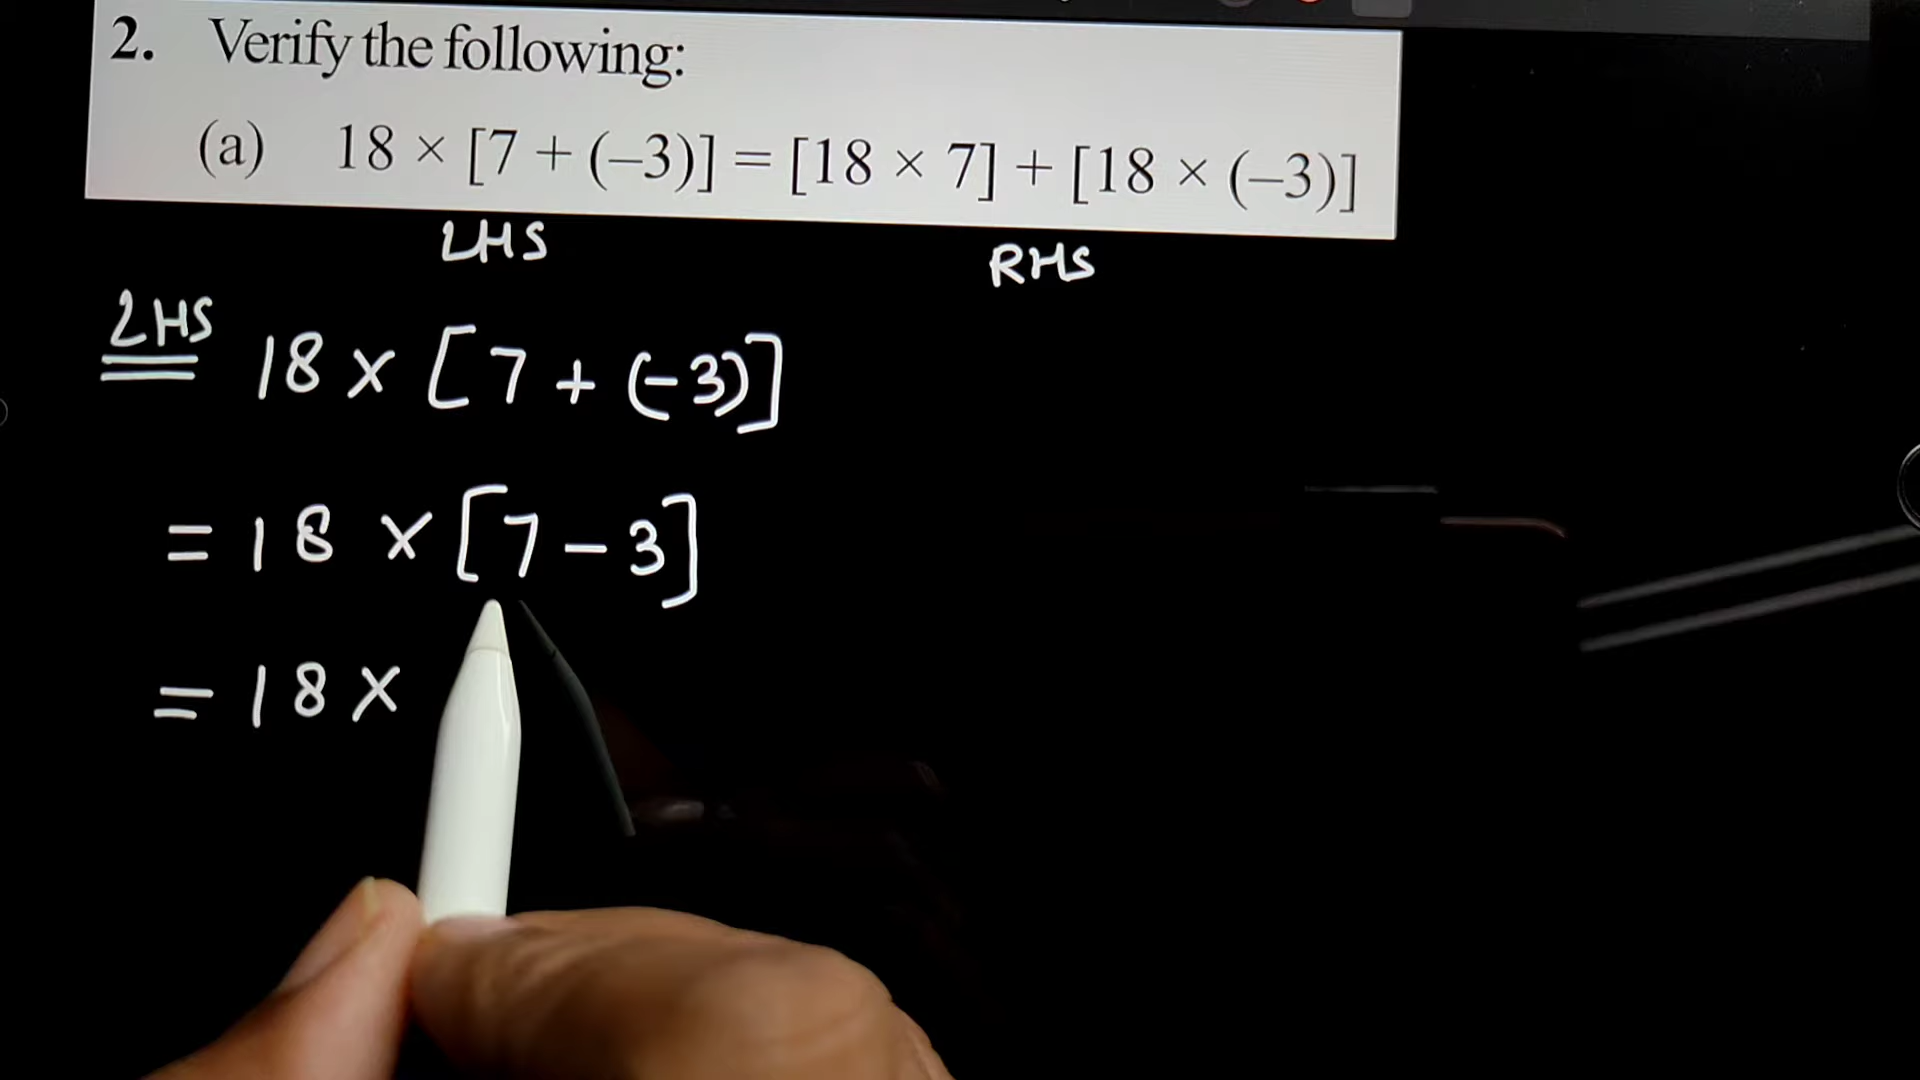 2. Verify the following:
(a) 18 × [7 + (–3)] = [18 × 7] + [18 × (–3)]
LHS RHS
LHS 18 × [7 + (-3)]
= 18 × [7 - 3]
= 18 ×